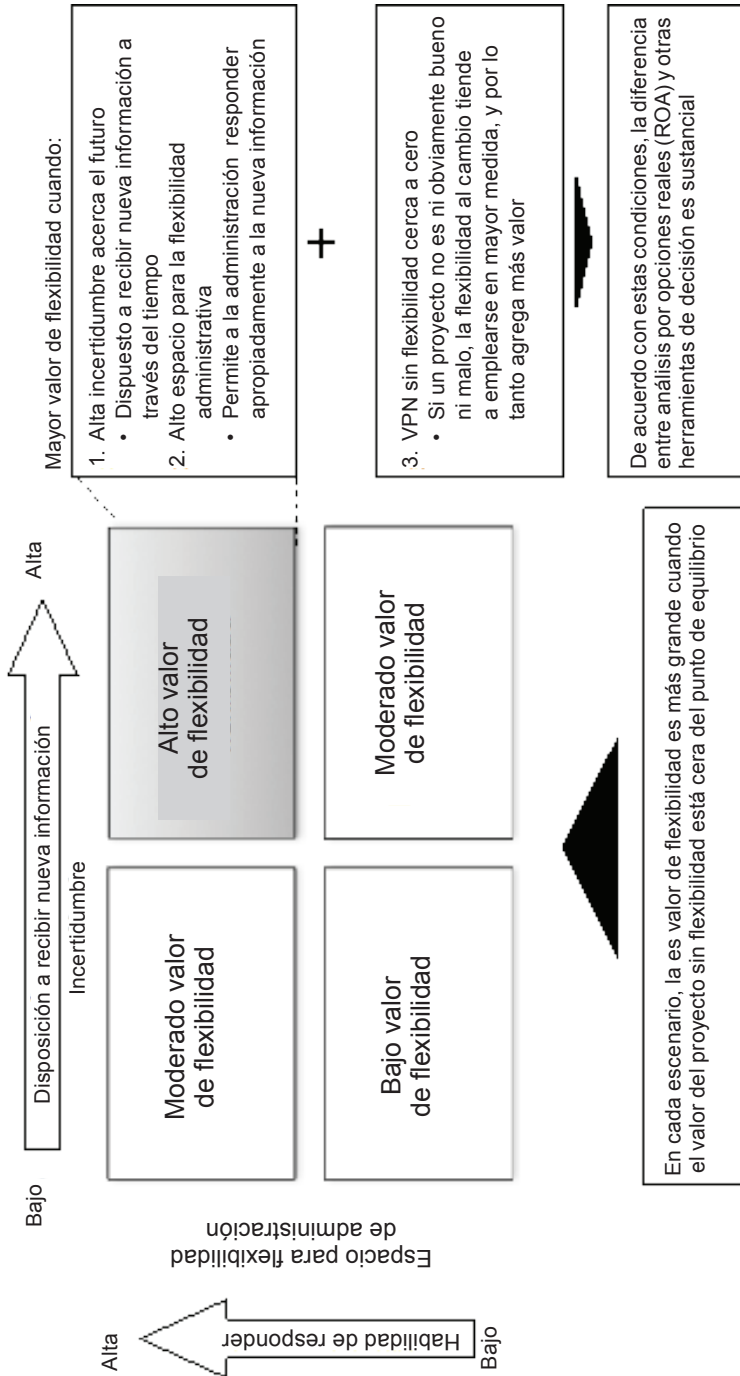 Bajo
Disposición a recibir nueva información
Incertidumbre
Alta
Alta
Habilidad de responder
Bajo
Espacio para flexibilidad
de administración
Moderado valor
de flexibilidad
Alto valor
de flexibilidad
Bajo valor
de flexibilidad
Moderado valor
de flexibilidad
Mayor valor de flexibilidad cuando:
1. Alta incertidumbre acerca el futuro
• Dispuesto a recibir nueva información a
través del tiempo
2. Alto espacio para la flexibilidad
administrativa
• Permite a la administración responder
apropiadamente a la nueva información
+
3. VPN sin flexibilidad cerca a cero
• Si un proyecto no es ni obviamente bueno
ni malo, la flexibilidad al cambio tiende
a emplearse en mayor medida, y por lo
tanto agrega más valor
En cada escenario, la es valor de flexibilidad es más grande cuando
el valor del proyecto sin flexibilidad está cera del punto de equilibrio
De acuerdo con estas condiciones, la diferencia
entre análisis por opciones reales (ROA) y otras
herramientas de decisión es sustancial